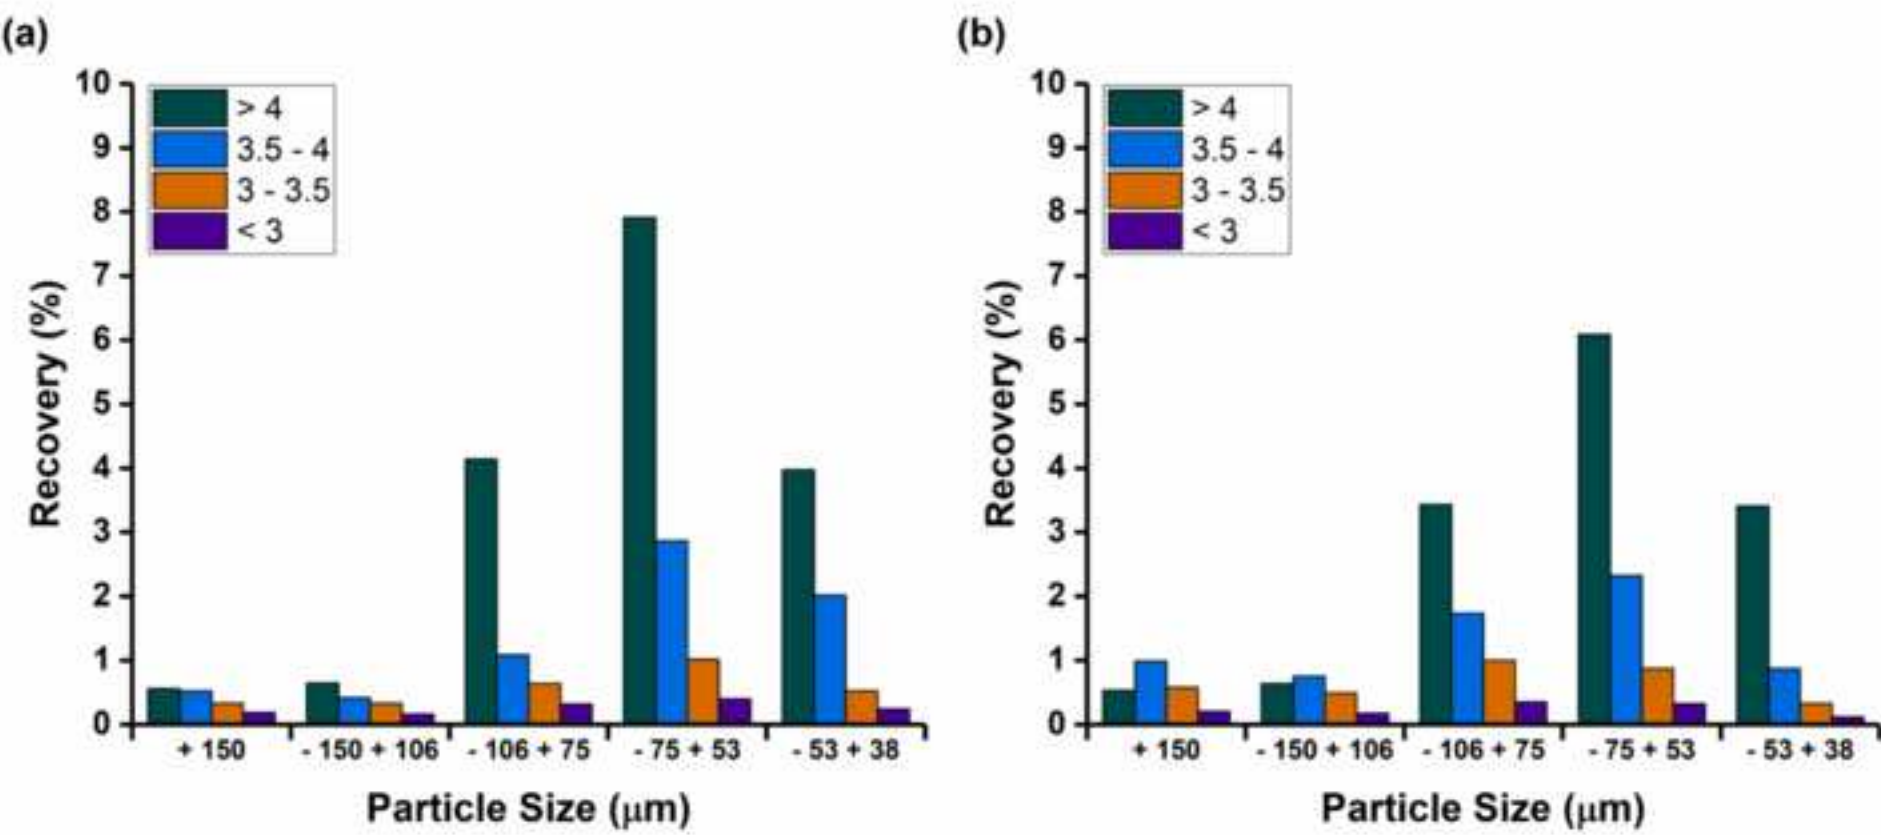 (a)
10
9
8
7
6
5
4
3
2
1
0
Recovery (%)
> 4
3.5 - 4
3 - 3.5
< 3
+ 150
- 150 + 106
- 106 + 75
- 75 + 53
- 53 + 38
Particle Size (μm)
(b)
10
9
8
7
6
5
4
3
2
1
0
Recovery (%)
> 4
3.5 - 4
3 - 3.5
< 3
+ 150
- 150 + 106
- 106 + 75
- 75 + 53
- 53 + 38
Particle Size (μm)